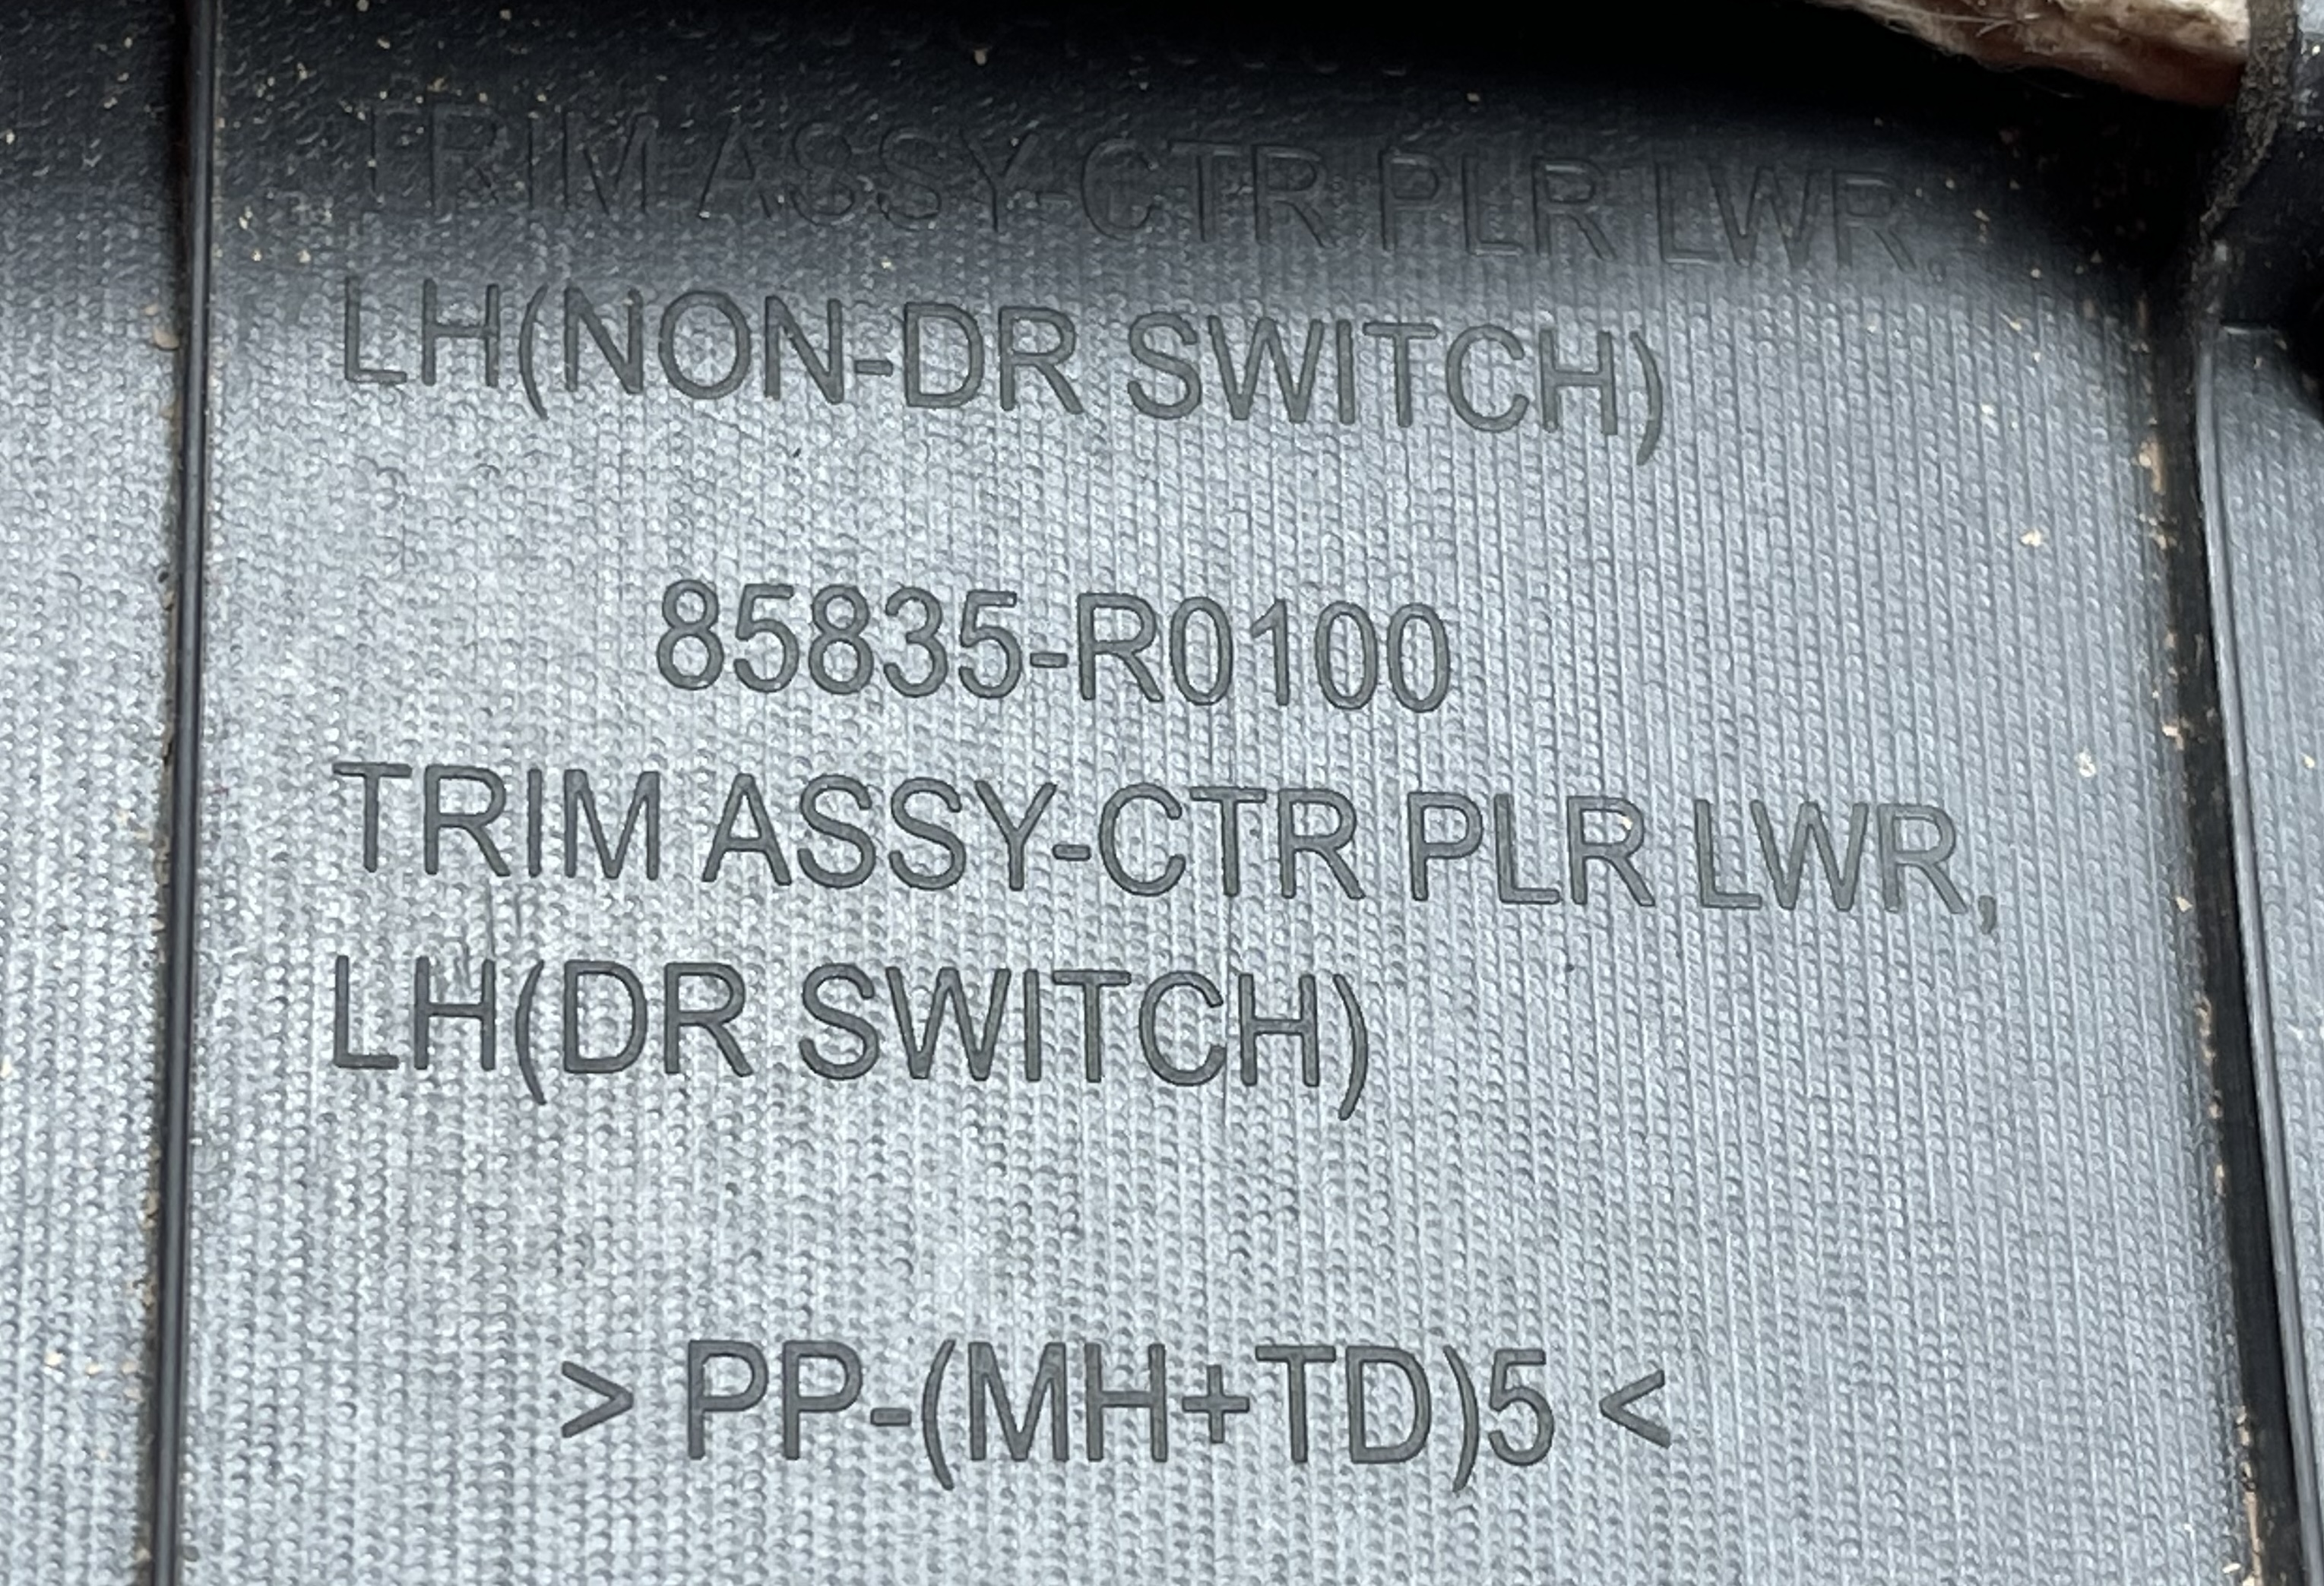 TRIM ASSY-CTR PLR LWR,
LH(NON-DR SWITCH)
85835-R0100
TRIM ASSY-CTR PLR LWR,
LH(DR SWITCH)
> PP-(MH+TD)5 <